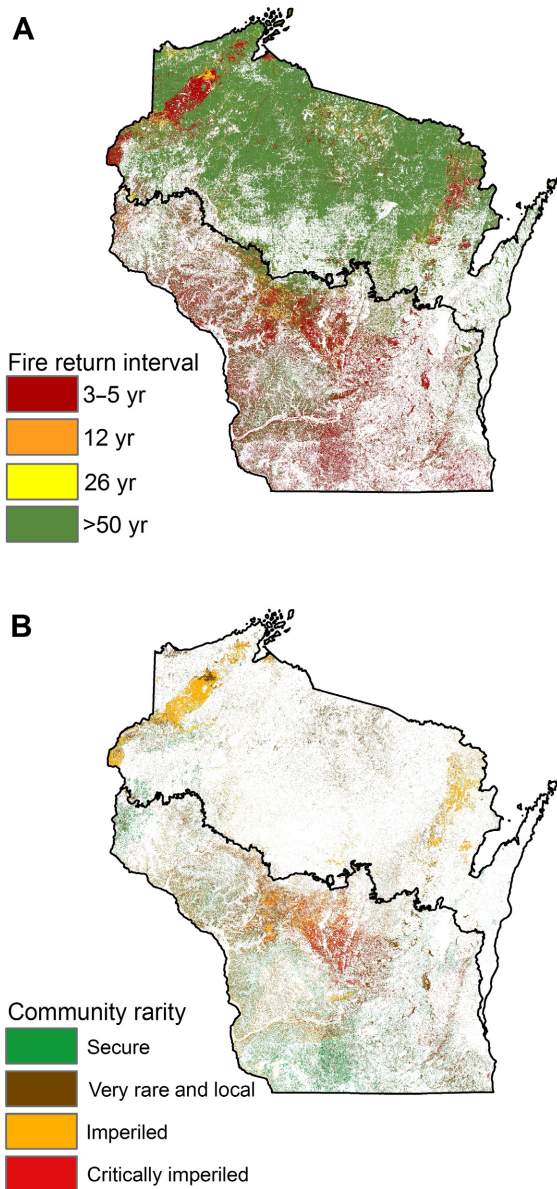 A
Fire return interval
3–5 yr
12 yr
26 yr
>50 yr
B
Community rarity
Secure
Very rare and local
Imperiled
Critically imperiled